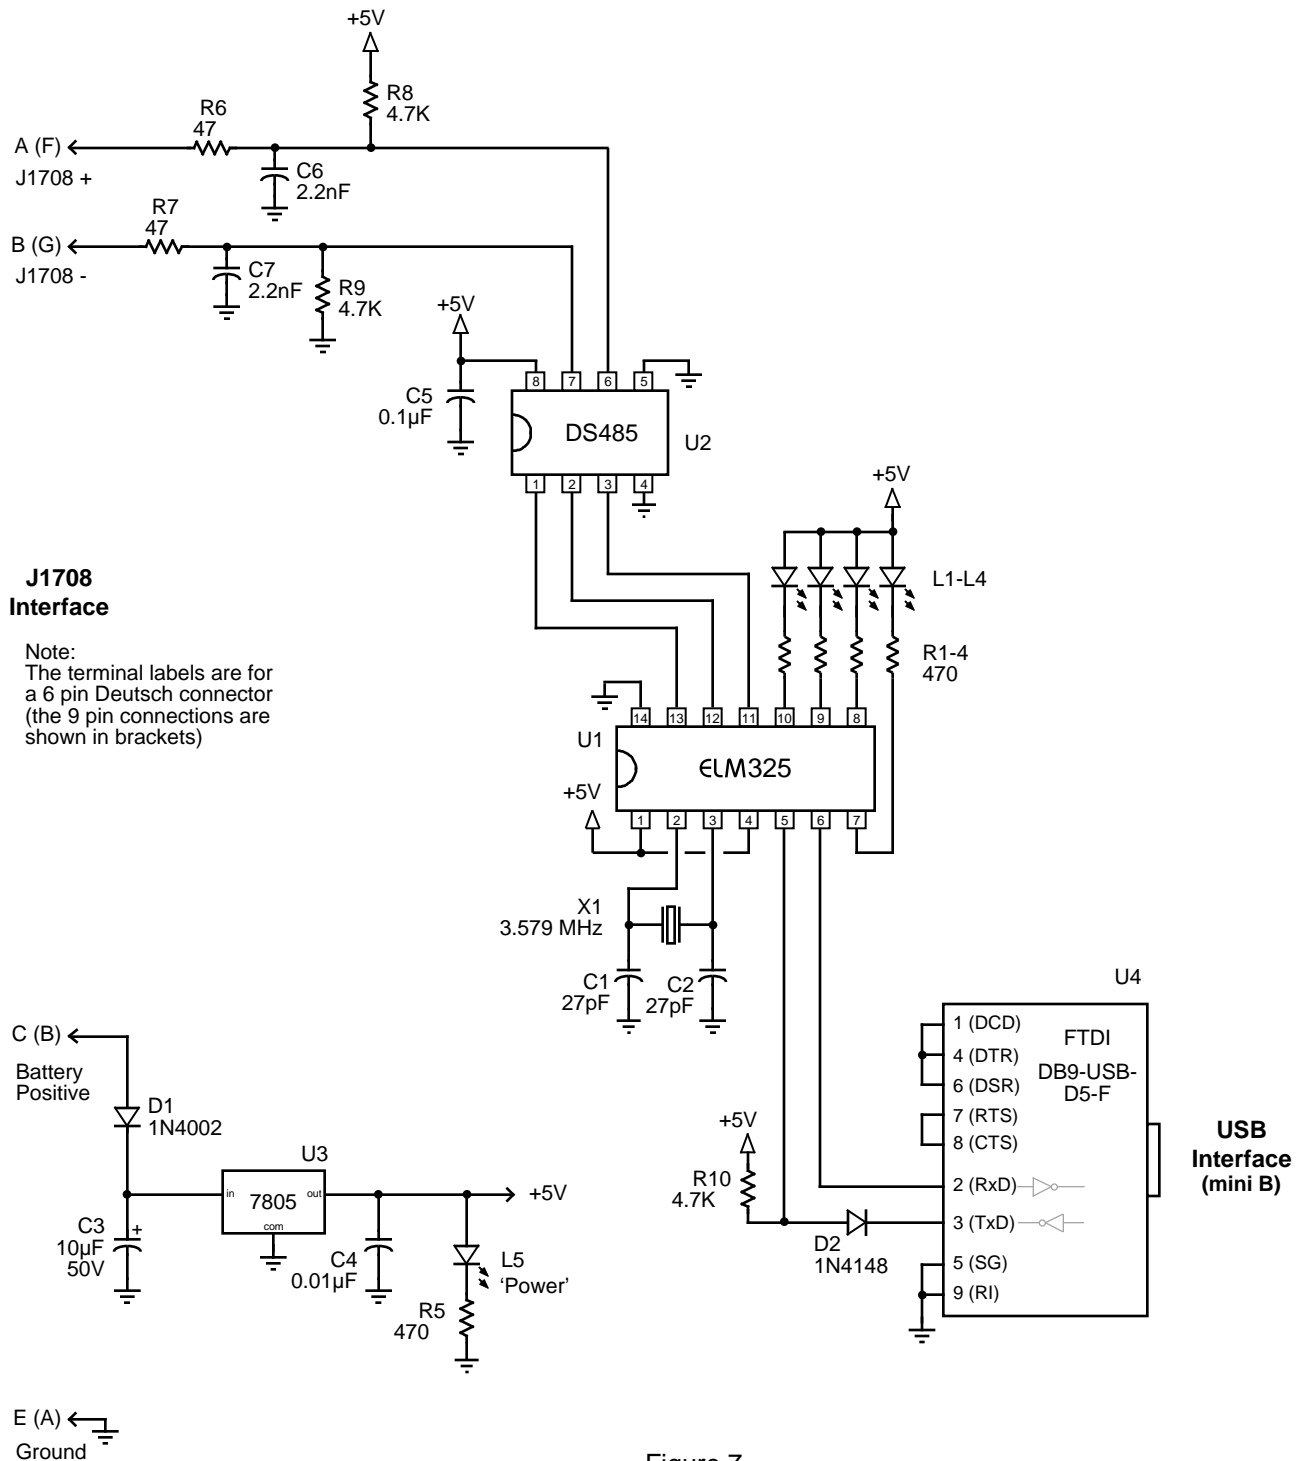 +5V
R8
4.7K
R6
47
A (F)
J1708 +
C6
2.2nF
R7
47
B (G)
J1708 -
C7
2.2nF
R9
4.7K
+5V
C5
0.1µF
8 7 6 5
DS485
U2
1 2 3 4
+5V
L1-L4
R1-4
470
J1708
Interface
Note:
The terminal labels are for
a 6 pin Deutsch connector
(the 9 pin connections are
shown in brackets)
14 13 12 11 10 9 8
U1
ELM325
+5V
1 2 3 4 5 6 7
X1
3.579 MHz
C1
27pF
C2
27pF
U4
1 (DCD)
4 (DTR)
6 (DSR)
7 (RTS)
8 (CTS)
2 (RxD)
3 (TxD)
5 (SG)
9 (RI)
FTDI
DB9-USB-
D5-F
USB
Interface
(mini B)
+5V
R10
4.7K
D2
1N4148
C (B)
Battery
Positive
D1
1N4002
U3
in
7805
out
com
+5V
C3
+
10µF
50V
C4
0.01µF
L5
'Power'
R5
470
E (A)
Ground